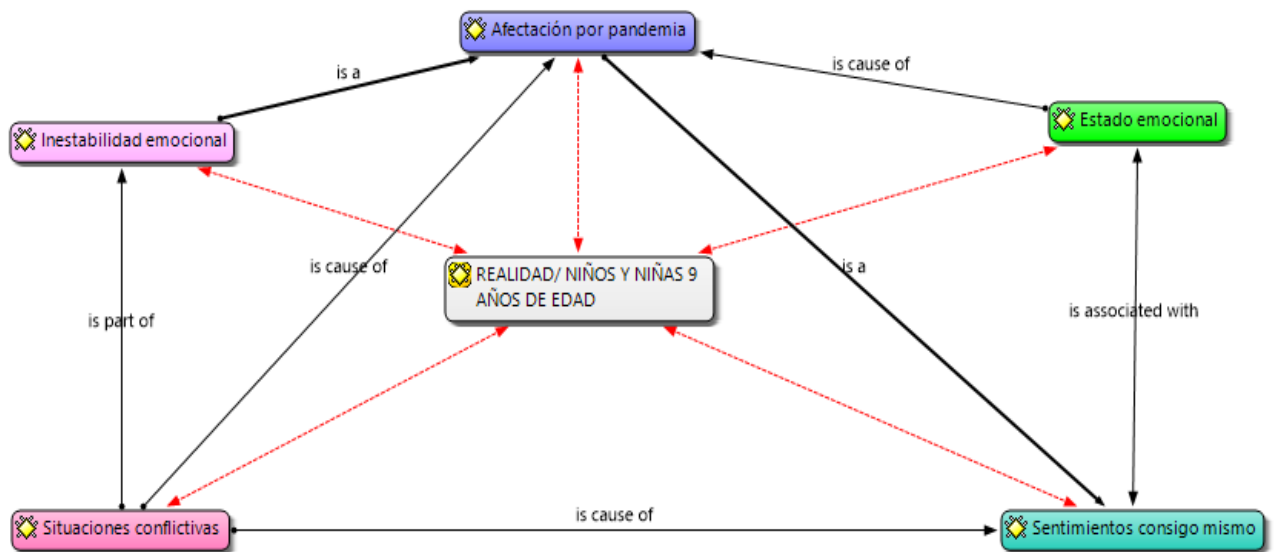 Afectación por pandemia
is a
is cause of
Inestabilidad emocional
Estado emocional
REALIDAD/ NIÑOS Y NIÑAS 9
AÑOS DE EDAD
is cause of
is a
is part of
is associated with
Situaciones conflictivas
is cause of
Sentimientos consigo mismo